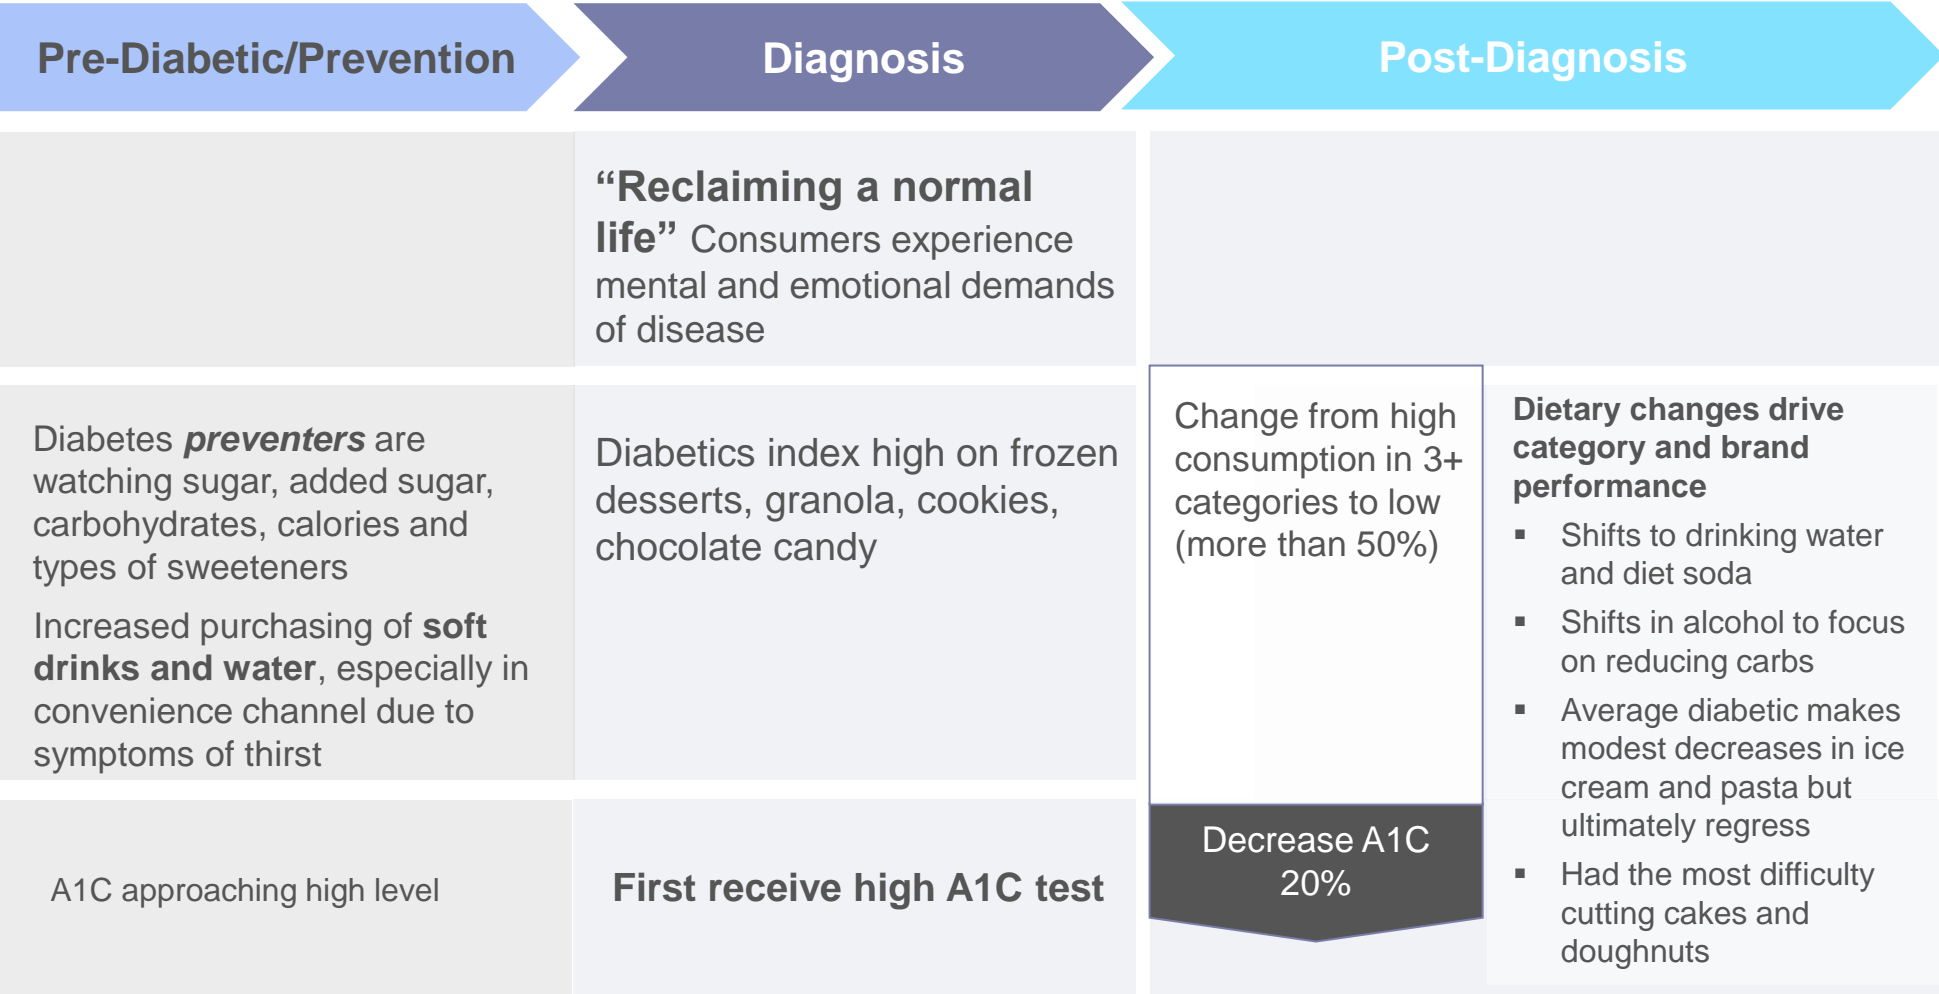 Pre-Diabetic/Prevention
Diagnosis
Post-Diagnosis
“Reclaiming a normal
life” Consumers experience
mental and emotional demands
of disease
Diabetes preventers are
watching sugar, added sugar,
carbohydrates, calories and
types of sweeteners
Increased purchasing of soft
drinks and water, especially in
convenience channel due to
symptoms of thirst
Diabetics index high on frozen
desserts, granola, cookies,
chocolate candy
Change from high
consumption in 3+
categories to low
(more than 50%)
Dietary changes drive
category and brand
performance
▪ Shifts to drinking water
and diet soda
▪ Shifts in alcohol to focus
on reducing carbs
▪ Average diabetic makes
modest decreases in ice
cream and pasta but
ultimately regress
▪ Had the most difficulty
cutting cakes and
doughnuts
A1C approaching high level
First receive high A1C test
Decrease A1C
20%